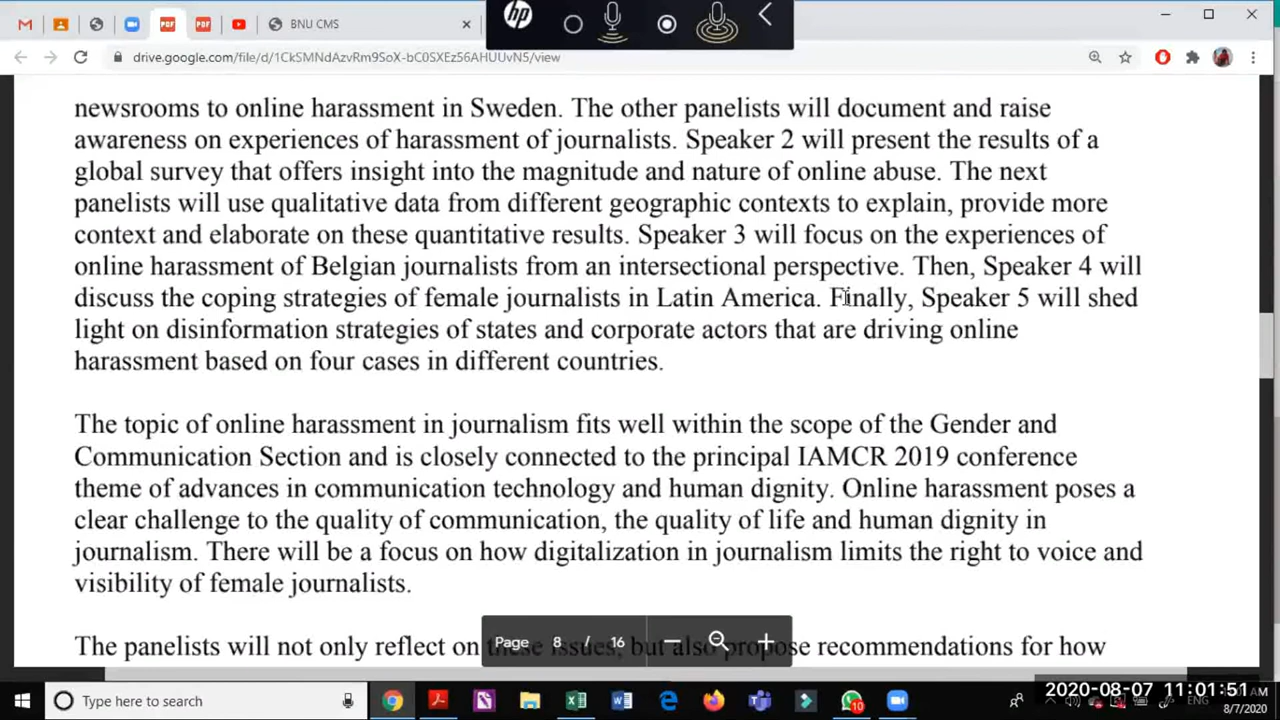 BNU CMS
drive.google.com/file/d/1CkSMNdAzvRm9SoX-bC0SXEz56AHUUvN5/view
newsrooms to online harassment in Sweden. The other panelists will document and raise
awareness on experiences of harassment of journalists. Speaker 2 will present the results of a
global survey that offers insight into the magnitude and nature of online abuse. The next
panelists will use qualitative data from different geographic contexts to explain, provide more
context and elaborate on these quantitative results. Speaker 3 will focus on the experiences of
online harassment of Belgian journalists from an intersectional perspective. Then, Speaker 4 will
discuss the coping strategies of female journalists in Latin America. Finally, Speaker 5 will shed
light on disinformation strategies of states and corporate actors that are driving online
harassment based on four cases in different countries.
The topic of online harassment in journalism fits well within the scope of the Gender and
Communication Section and is closely connected to the principal IAMCR 2019 conference
theme of advances in communication technology and human dignity. Online harassment poses a
clear challenge to the quality of communication, the quality of life and human dignity in
journalism. There will be a focus on how digitalization in journalism limits the right to voice and
visibility of female journalists.
The panelists will not only reflect on these issues, but also propose recommendations for how
Page 8 / 16
Type here to search
2020-08-07 11:01:51 AM
ENG
8/7/2020